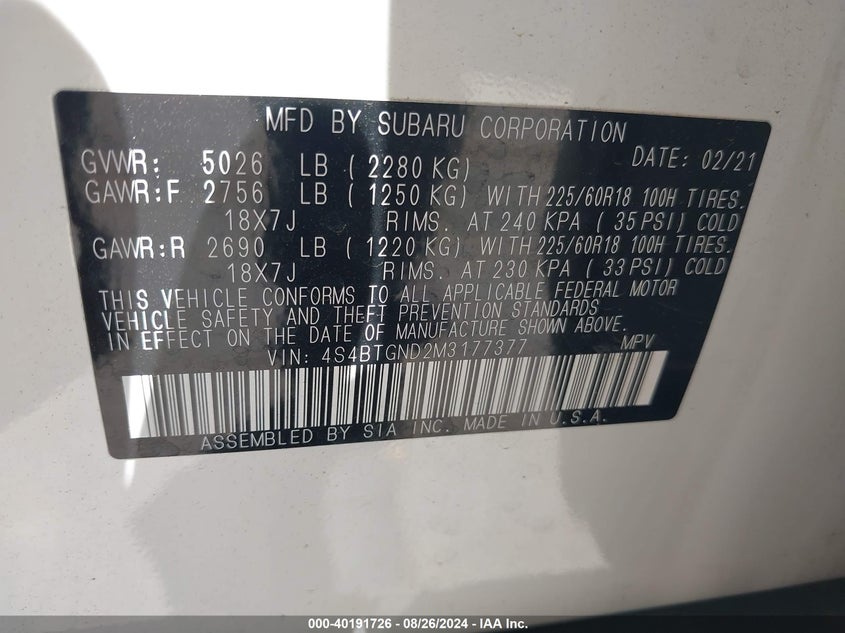 MFD BY SUBARU CORPORATION
GVWR: 5026 LB ( 2280 KG) DATE: 02/21
GAWR:F 2756 LB ( 1250 KG) WITH 225/60R18 100H TIRES.
18X7J RIMS. AT 240 KPA ( 35 PSI) COLD
GAWR:R 2690 LB ( 1220 KG) WITH 225/60R18 100H TIRES.
18X7J RIMS. AT 230 KPA ( 33 PSI) COLD
THIS VEHICLE CONFORMS TO ALL APPLICABLE FEDERAL MOTOR
VEHICLE SAFETY AND THEFT PREVENTION STANDARDS
IN EFFECT ON THE DATE OF MANUFACTURE SHOWN ABOVE.
VIN: 4S4BTGND2M3177377 MPV
ASSEMBLED BY SIA INC. MADE IN U.S.A.
000-40191726 - 08/26/2024 - IAA Inc.